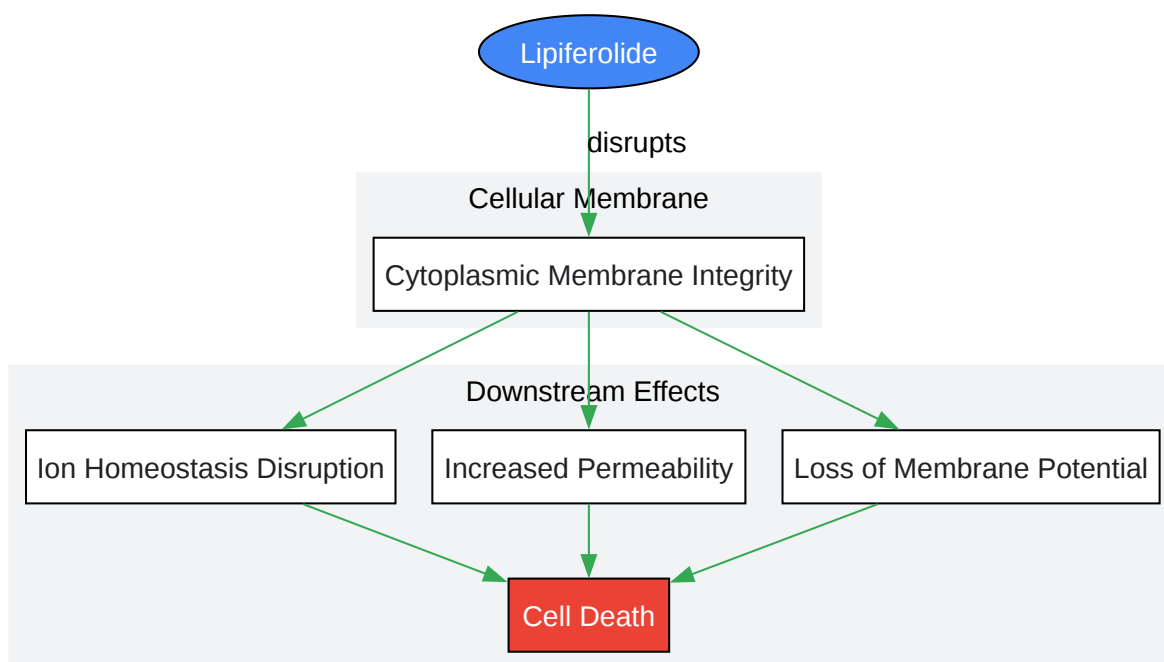 Lipiferolide
disrupts
Cellular Membrane
Cytoplasmic Membrane Integrity
Downstream Effects
Ion Homeostasis Disruption
Increased Permeability
Loss of Membrane Potential
Cell Death